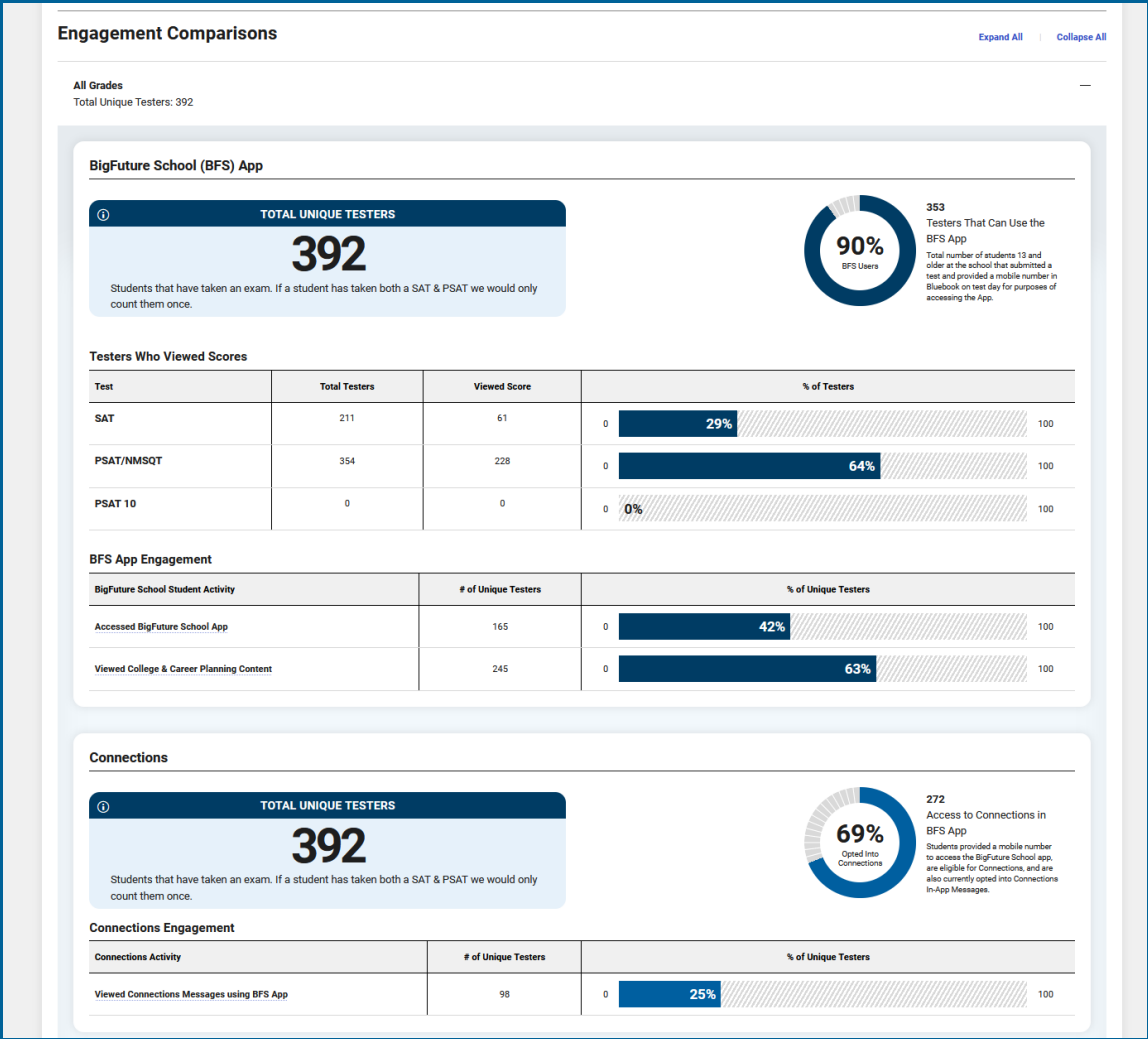 Engagement Comparisons
Expand All | Collapse All
All Grades
Total Unique Testers: 392
BigFuture School (BFS) App
TOTAL UNIQUE TESTERS
392
Students that have taken an exam. If a student has taken both a SAT & PSAT we would only
count them once.
90%
BFS Users
353
Testers That Can Use the
BFS App
Total number of students 13 and
older at the school that submitted a
test and provided a mobile number in
Bluebook on test day for purposes of
accessing the App.
Testers Who Viewed Scores
Test Total Testers Viewed Score % of Testers
SAT 211 61 0 29% 100
PSAT/NMSQT 354 228 0 64% 100
PSAT 10 0 0 0 0% 100
BFS App Engagement
BigFuture School Student Activity # of Unique Testers % of Unique Testers
Accessed BigFuture School App 165 0 42% 100
Viewed College & Career Planning Content 245 0 63% 100
Connections
TOTAL UNIQUE TESTERS
392
Students that have taken an exam. If a student has taken both a SAT & PSAT we would only
count them once.
69%
Opted Into
Connections
272
Access to Connections in
BFS App
Students provided a mobile number
to access the BigFuture School app,
are eligible for Connections, and are
also currently opted into Connections
In-App Messages.
Connections Engagement
Connections Activity # of Unique Testers % of Unique Testers
Viewed Connections Messages using BFS App 98 0 25% 100